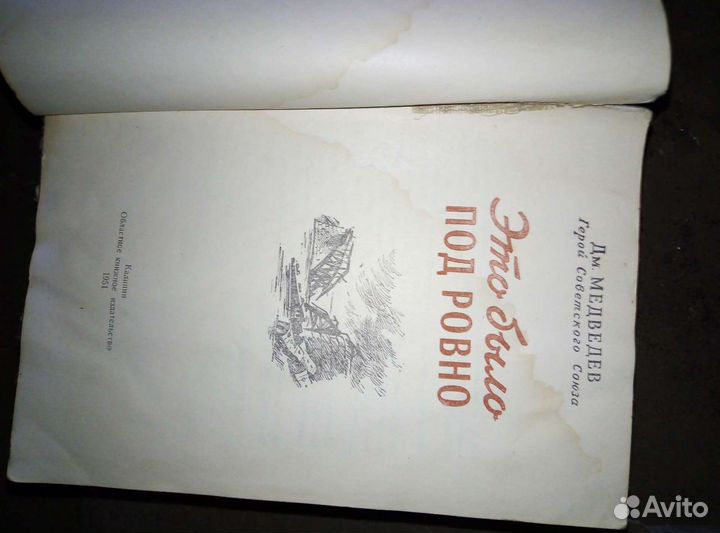 Дм. МЕДВЕДЕВ
Герой Советского Союза
Это было
ПОД РОВНО
Калинин
Областное книжное издательство
1951
Avito